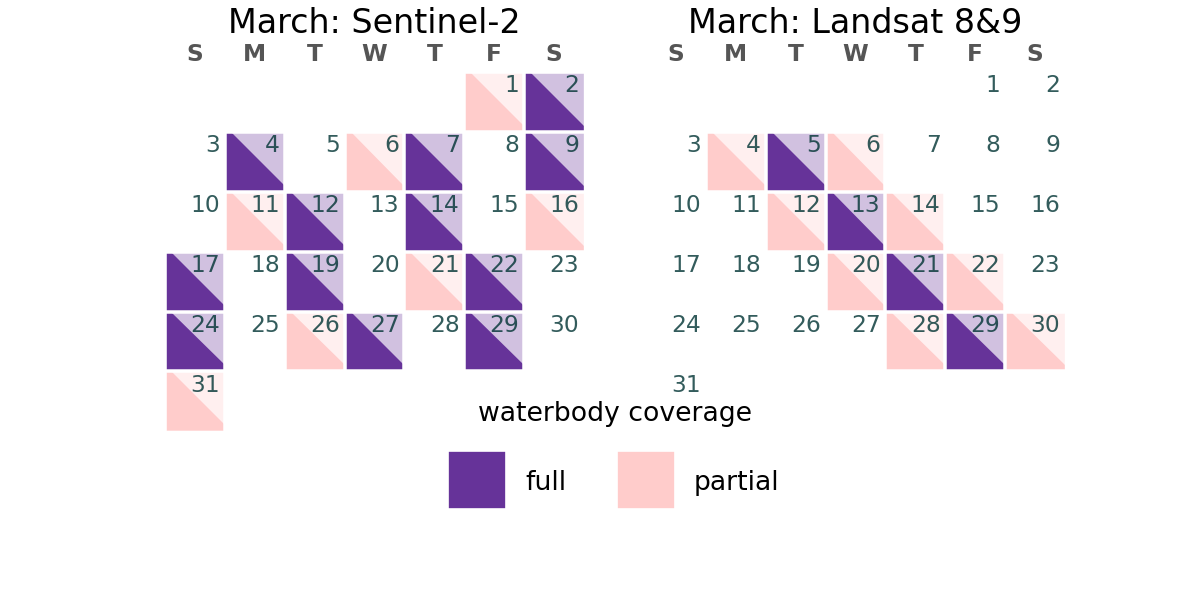 March: Sentinel-2
S M T W T F S
1 2
3 4 5 6 7 8 9
10 11 12 13 14 15 16
17 18 19 20 21 22 23
24 25 26 27 28 29 30
31
March: Landsat 8&9
S M T W T F S
1 2
3 4 5 6 7 8 9
10 11 12 13 14 15 16
17 18 19 20 21 22 23
24 25 26 27 28 29 30
31
waterbody coverage
full partial